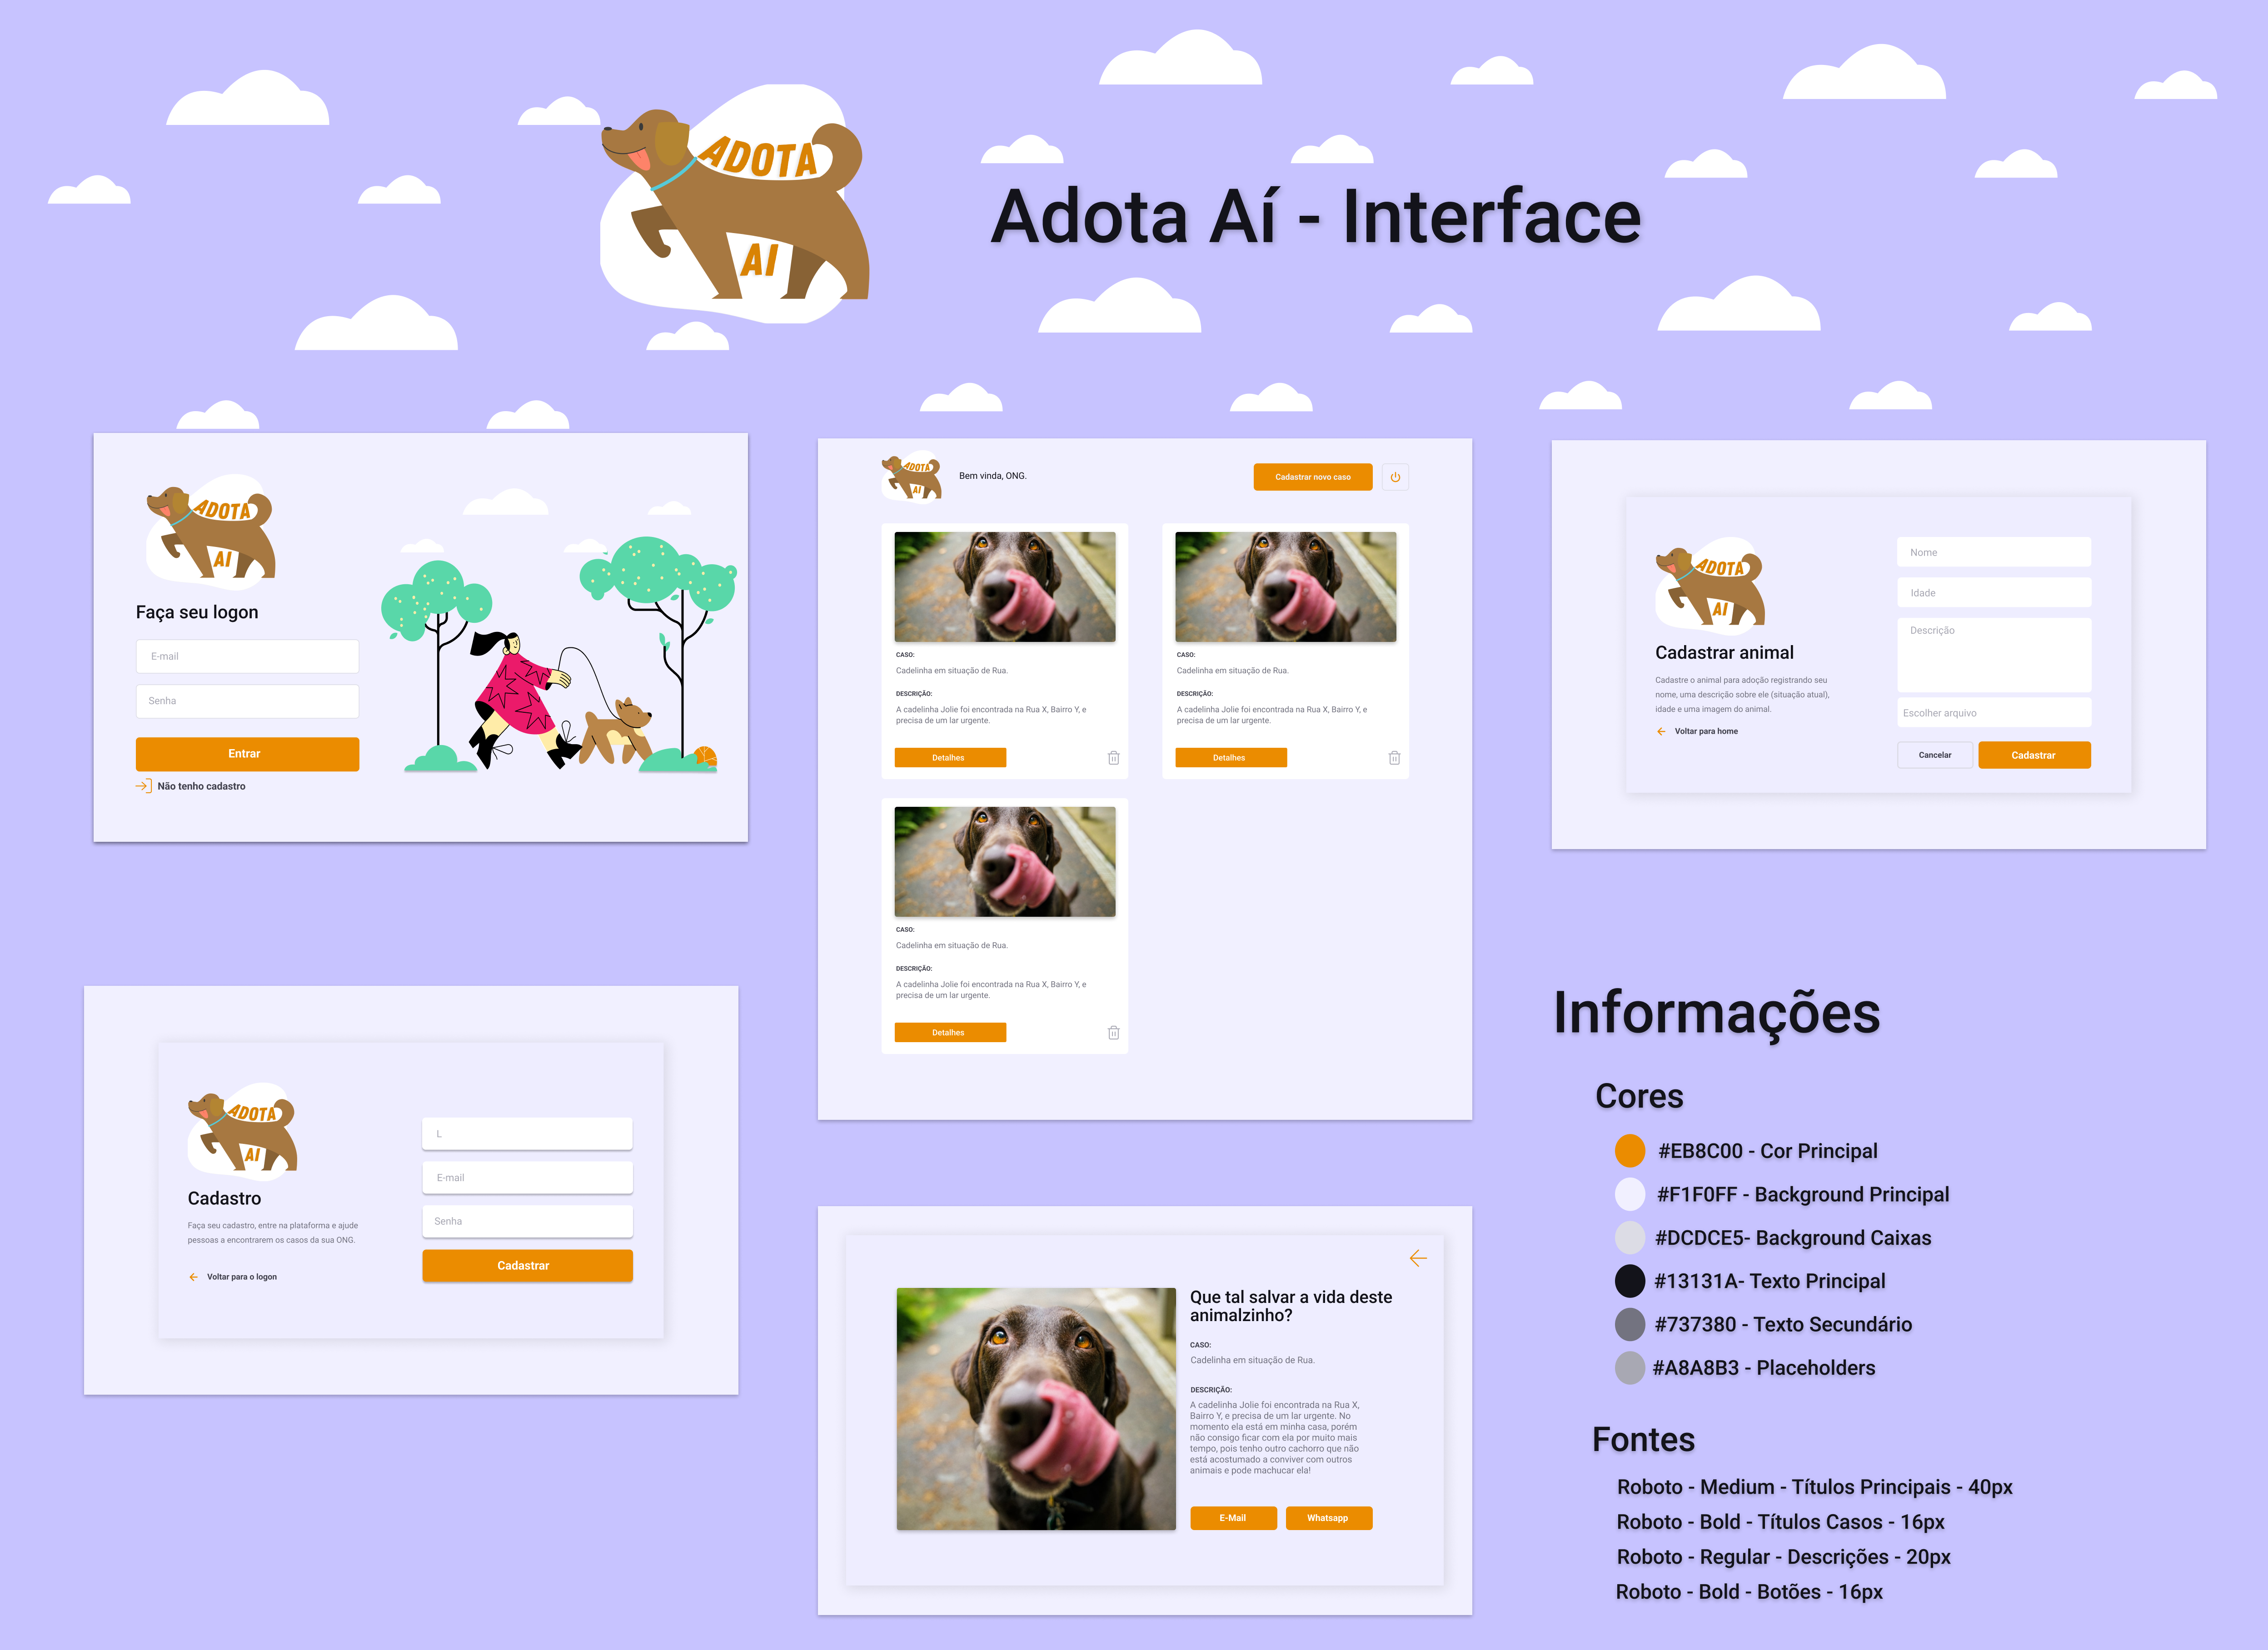 ADOTA
AI
Adota Aí - Interface
ADOTA
AI
Faça seu logon
E-mail
Senha
Entrar
Não tenho cadastro
ADOTA
AI
Bem vinda, ONG.
Cadastrar novo caso
CASO:
Cadelinha em situação de Rua.
DESCRIÇÃO:
A cadelinha Jolie foi encontrada na Rua X, Bairro Y, e
precisa de um lar urgente.
Detalhes
CASO:
Cadelinha em situação de Rua.
DESCRIÇÃO:
A cadelinha Jolie foi encontrada na Rua X, Bairro Y, e
precisa de um lar urgente.
Detalhes
CASO:
Cadelinha em situação de Rua.
DESCRIÇÃO:
A cadelinha Jolie foi encontrada na Rua X, Bairro Y, e
precisa de um lar urgente.
Detalhes
ADOTA
AI
Cadastrar animal
Cadastre o animal para adoção registrando seu
nome, uma descrição sobre ele (situação atual),
idade e uma imagem do animal.
Voltar para home
Nome
Idade
Descrição
Escolher arquivo
Cancelar
Cadastrar
ADOTA
AI
Cadastro
Faça seu cadastro, entre na plataforma e ajude
pessoas a encontrarem os casos da sua ONG.
Voltar para o logon
L
E-mail
Senha
Cadastrar
Que tal salvar a vida deste
animalzinho?
CASO:
Cadelinha em situação de Rua.
DESCRIÇÃO:
A cadelinha Jolie foi encontrada na Rua X,
Bairro Y, e precisa de um lar urgente. No
momento ela está em minha casa, porém
não consigo ficar com ela por muito mais
tempo, pois tenho outro cachorro que não
está acostumado a conviver com outros
animais e pode machucar ela!
E-Mail
Whatsapp
Informações
Cores
#EB8C00 - Cor Principal
#F1F0FF - Background Principal
#DCDCE5- Background Caixas
#13131A- Texto Principal
#737380 - Texto Secundário
#A8A8B3 - Placeholders
Fontes
Roboto - Medium - Títulos Principais - 40px
Roboto - Bold - Títulos Casos - 16px
Roboto - Regular - Descrições - 20px
Roboto - Bold - Botões - 16px